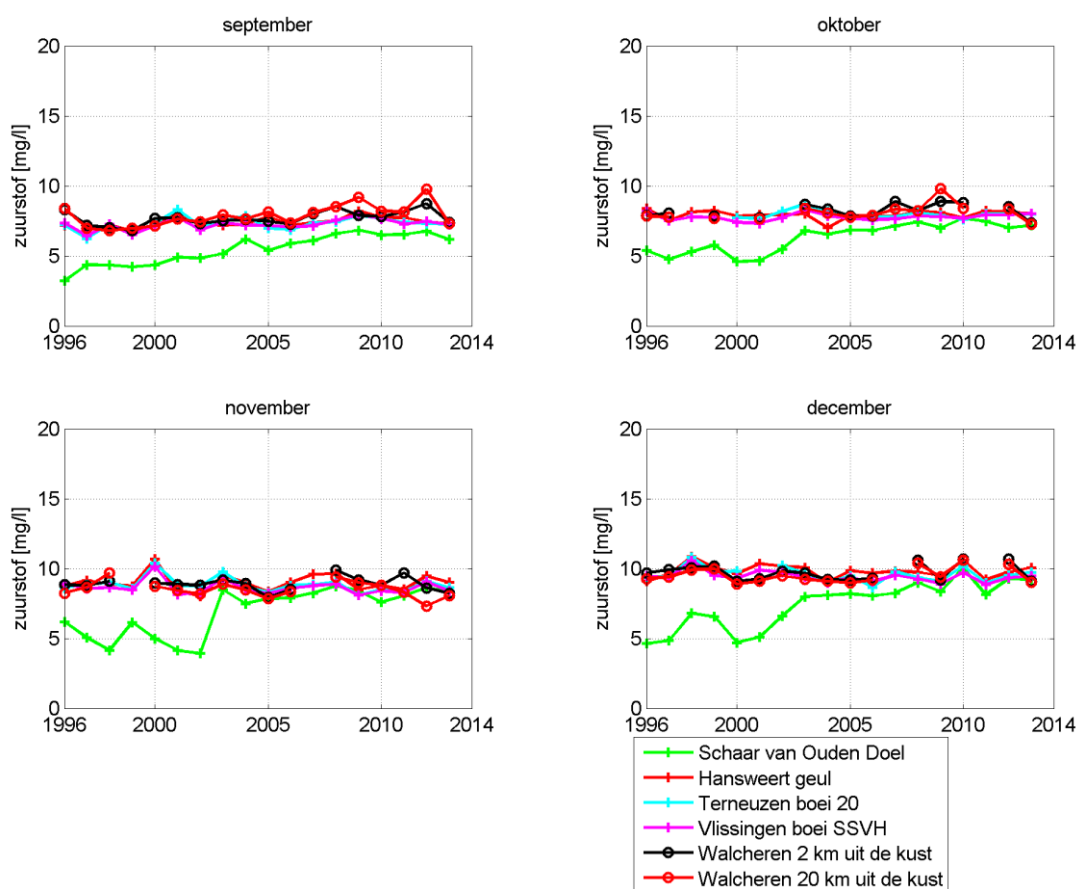 september
20
15
10
5
0
zuurstof [mg/l]
1996 2000 2005 2010 2014
oktober
20
15
10
5
0
zuurstof [mg/l]
1996 2000 2005 2010 2014
november
20
15
10
5
0
zuurstof [mg/l]
1996 2000 2005 2010 2014
december
20
15
10
5
0
zuurstof [mg/l]
1996 2000 2005 2010 2014
Schaar van Ouden Doel
Hansweert geul
Terneuzen boei 20
Vlissingen boei SSVH
Walcheren 2 km uit de kust
Walcheren 20 km uit de kust